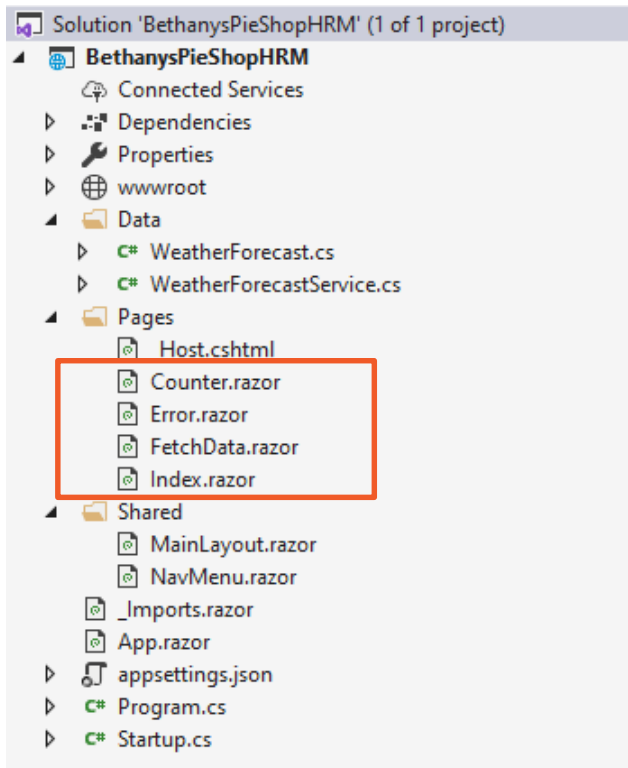 Solution 'BethanysPieShopHRM' (1 of 1 project)
BethanysPieShopHRM
Connected Services
Dependencies
Properties
wwwroot
Data
C# WeatherForecast.cs
C# WeatherForecastService.cs
Pages
_Host.cshtml
Counter.razor
Error.razor
FetchData.razor
Index.razor
Shared
MainLayout.razor
NavMenu.razor
_Imports.razor
App.razor
appsettings.json
C# Program.cs
C# Startup.cs